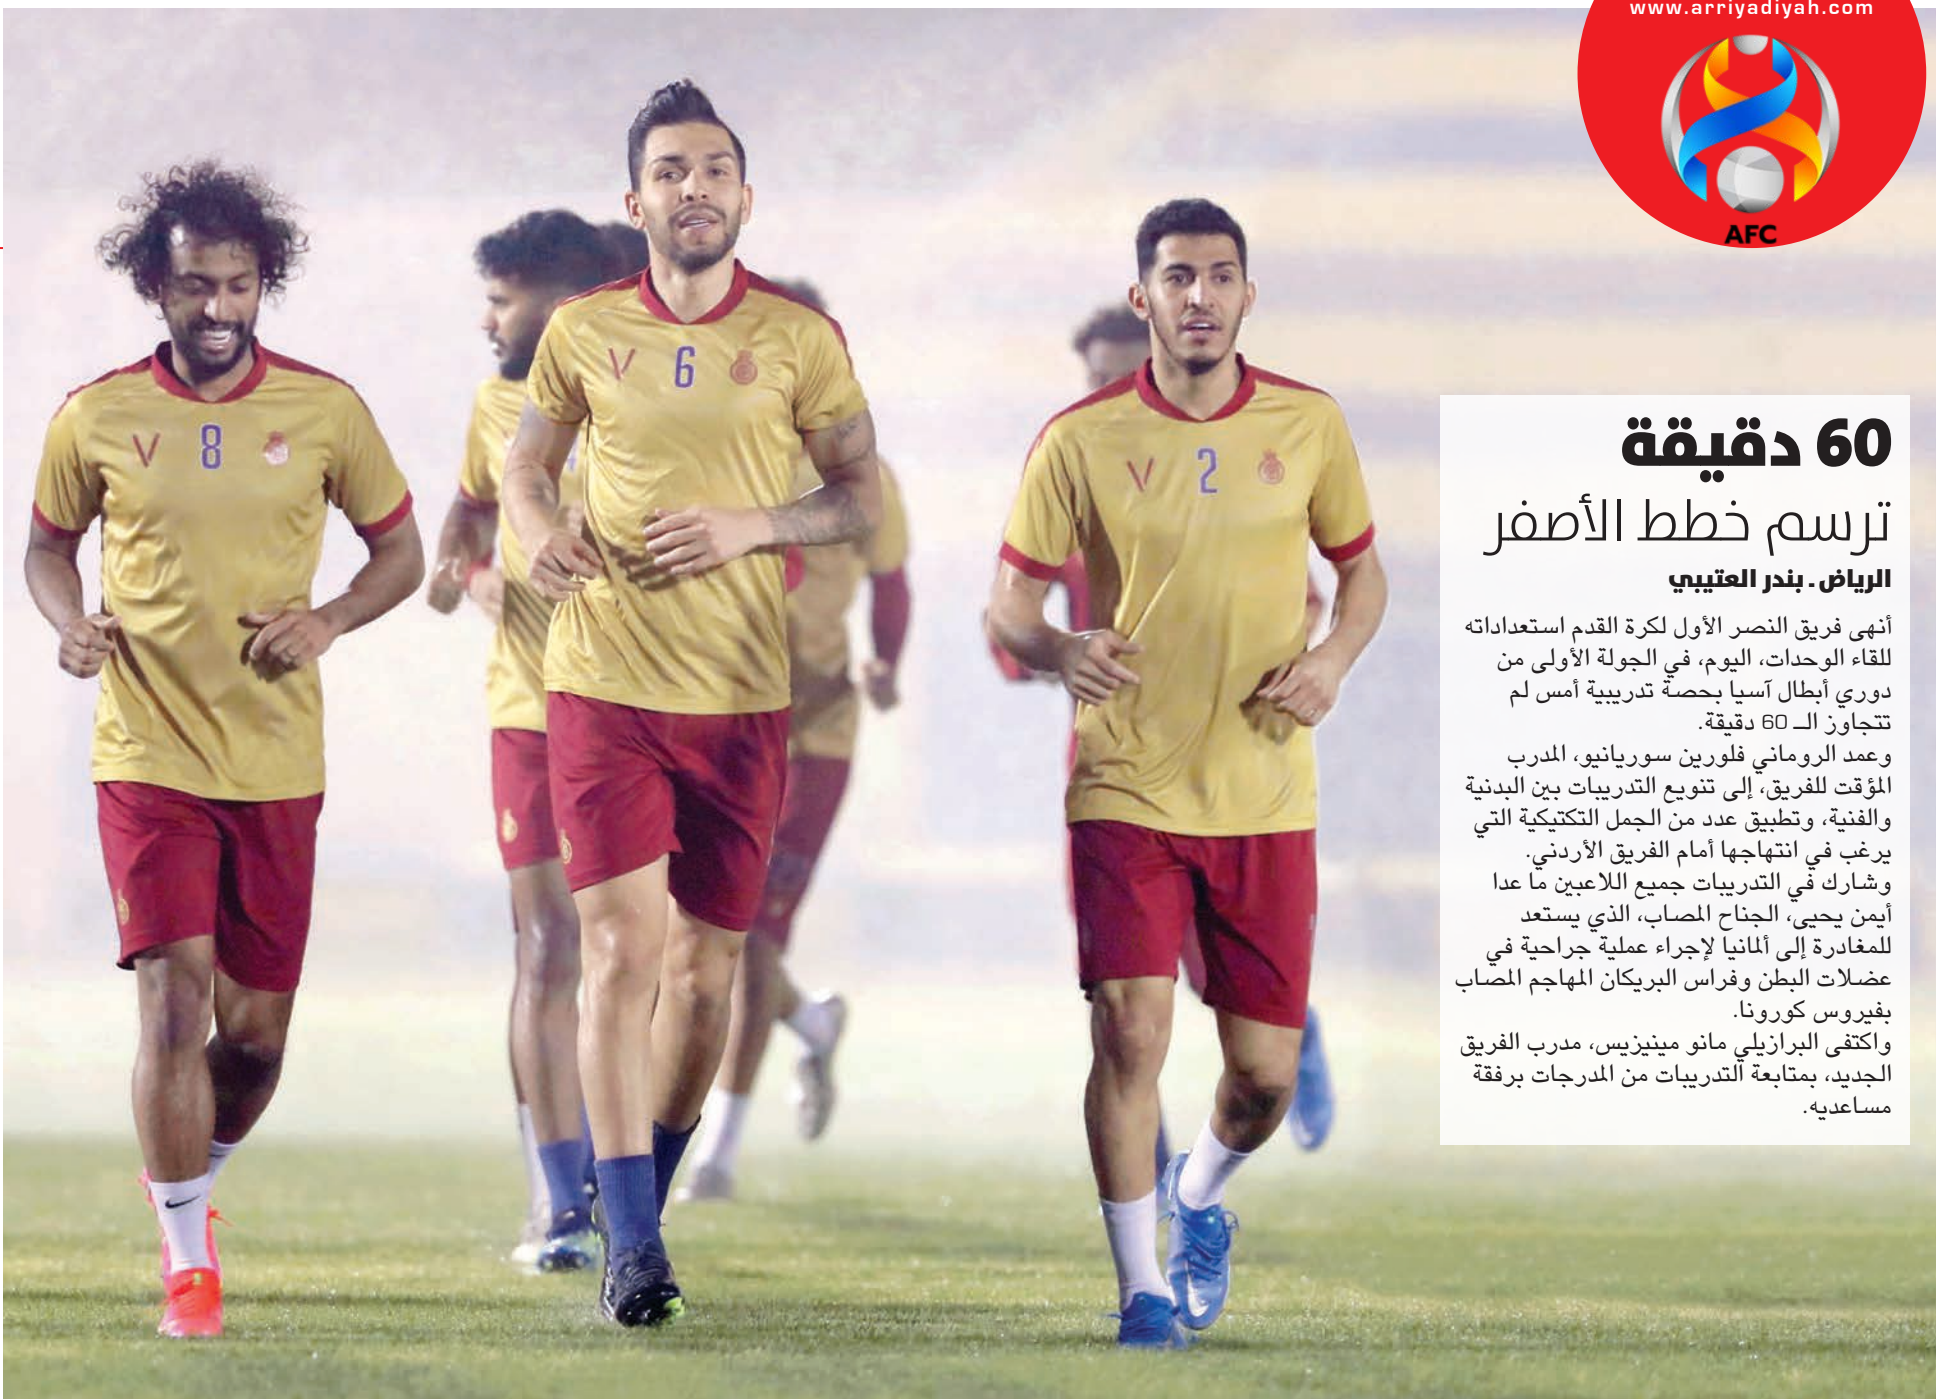 www.arriyadiyah.com
AFC
8
6
2
60 دقيقة
ترسم خطط الأصفر
الرياض ـ بندر العتيبي
أنهى فريق النصر الأول لكرة القدم استعداداته
للقاء الوحدات، اليوم، في الجولة الأولى من
دوري أبطال آسيا بحصة تدريبية أمس لم
تتجاوز الـ 60 دقيقة.
وعمد الروماني فلورين سوريانيو، المدرب
المؤقت للفريق، إلى تنويع التدريبات بين البدنية
والفنية، وتطبيق عدد من الجمل التكتيكية التي
يرغب في انتهاجها أمام الفريق الأردني.
وشارك في التدريبات جميع اللاعبين ما عدا
أيمن يحيى، الجناح المصاب، الذي يستعد
للمغادرة إلى ألمانيا لإجراء عملية جراحية في
عضلات البطن وفراس البريكان المهاجم المصاب
بفيروس كورونا.
واكتفى البرازيلي مانو مينيزيس، مدرب الفريق
الجديد، بمتابعة التدريبات من المدرجات برفقة
مساعديه.